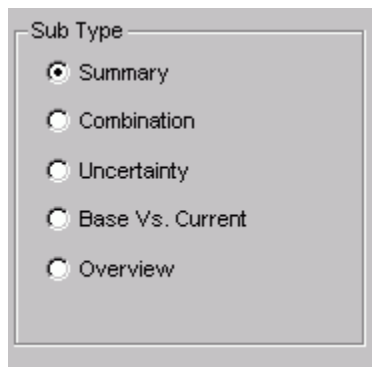 Sub Type
Summary
Combination
Uncertainty
Base Vs. Current
Overview